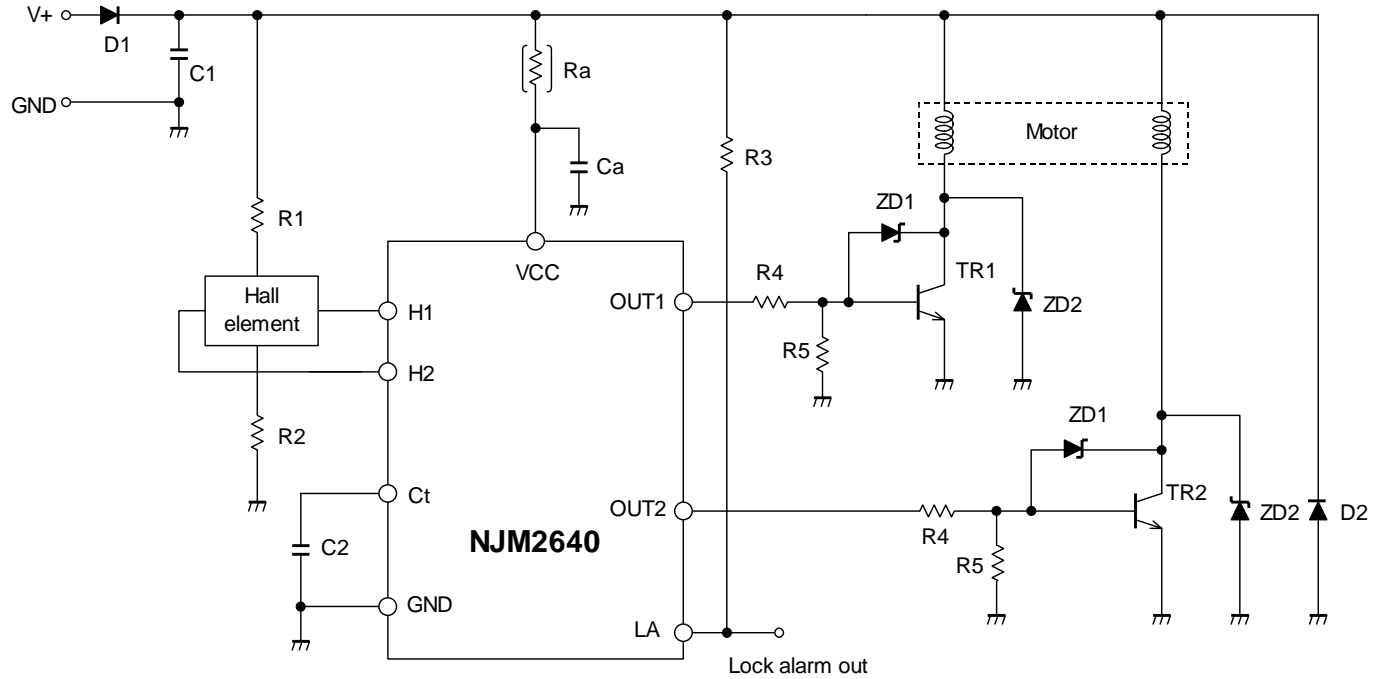 V+
D1
C1
GND
Ra
Ca
R3
Motor
R1
ZD1
TR1
VCC
R4
OUT1
Hall
element
H1
ZD2
R5
H2
ZD1
R2
TR2
Ct
OUT2
R4
ZD2
D2
NJM2640
C2
R5
GND
LA
Lock alarm out